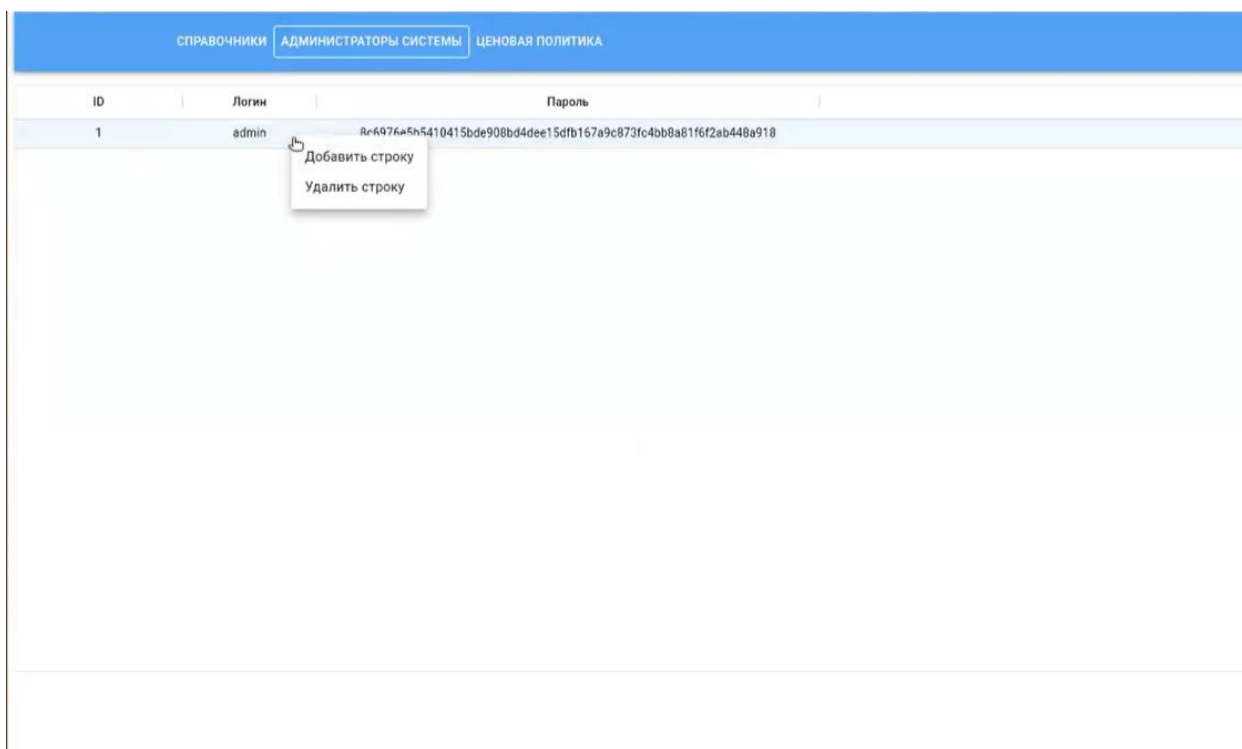 СПРАВОЧНИКИ АДМИНИСТРАТОРЫ СИСТЕМЫ ЦЕНОВАЯ ПОЛИТИКА
ID Логин Пароль
1 admin 8c6976e5b5410415bde908bd4dee15dfb167a9c873fc4bb8a81f6f2ab448a918
Добавить строку
Удалить строку